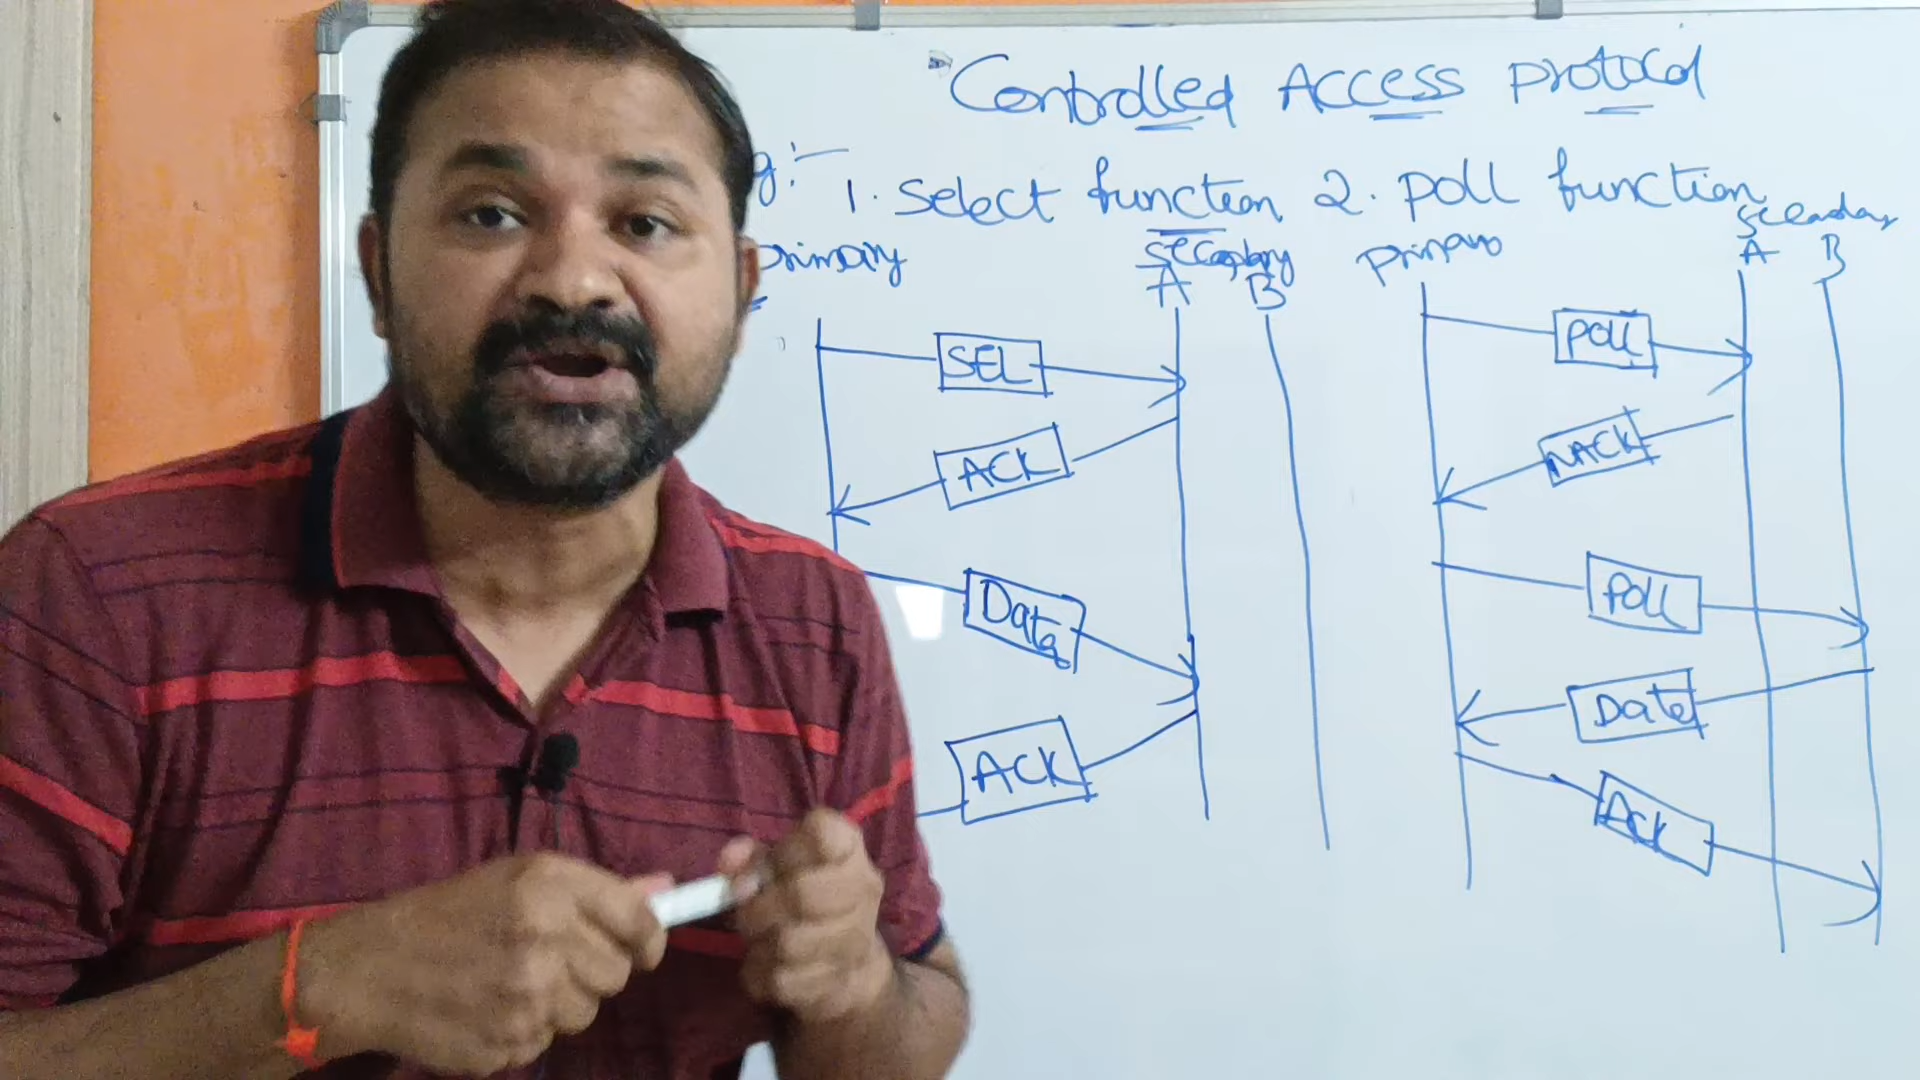 Controlled Access protocol
g:-
1. Select function 2. Poll function
primary secondary primary secondary
A B A B
SEL POLL
ACK NACK
Data POLL
ACK Data
ACK